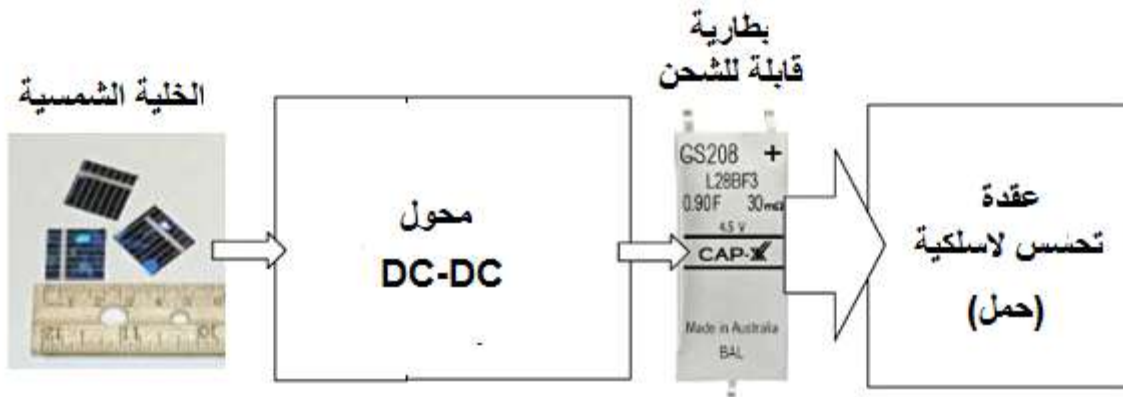 الخلية الشمسية
محول
DC-DC
بطارية
قابلة للشحن
GS208 +
L28BF3
0.90F 30mΩ
4.5 V
CAP-XX
Made in Australia
BAL
عقدة
تحسس لاسلكية
(حمل)